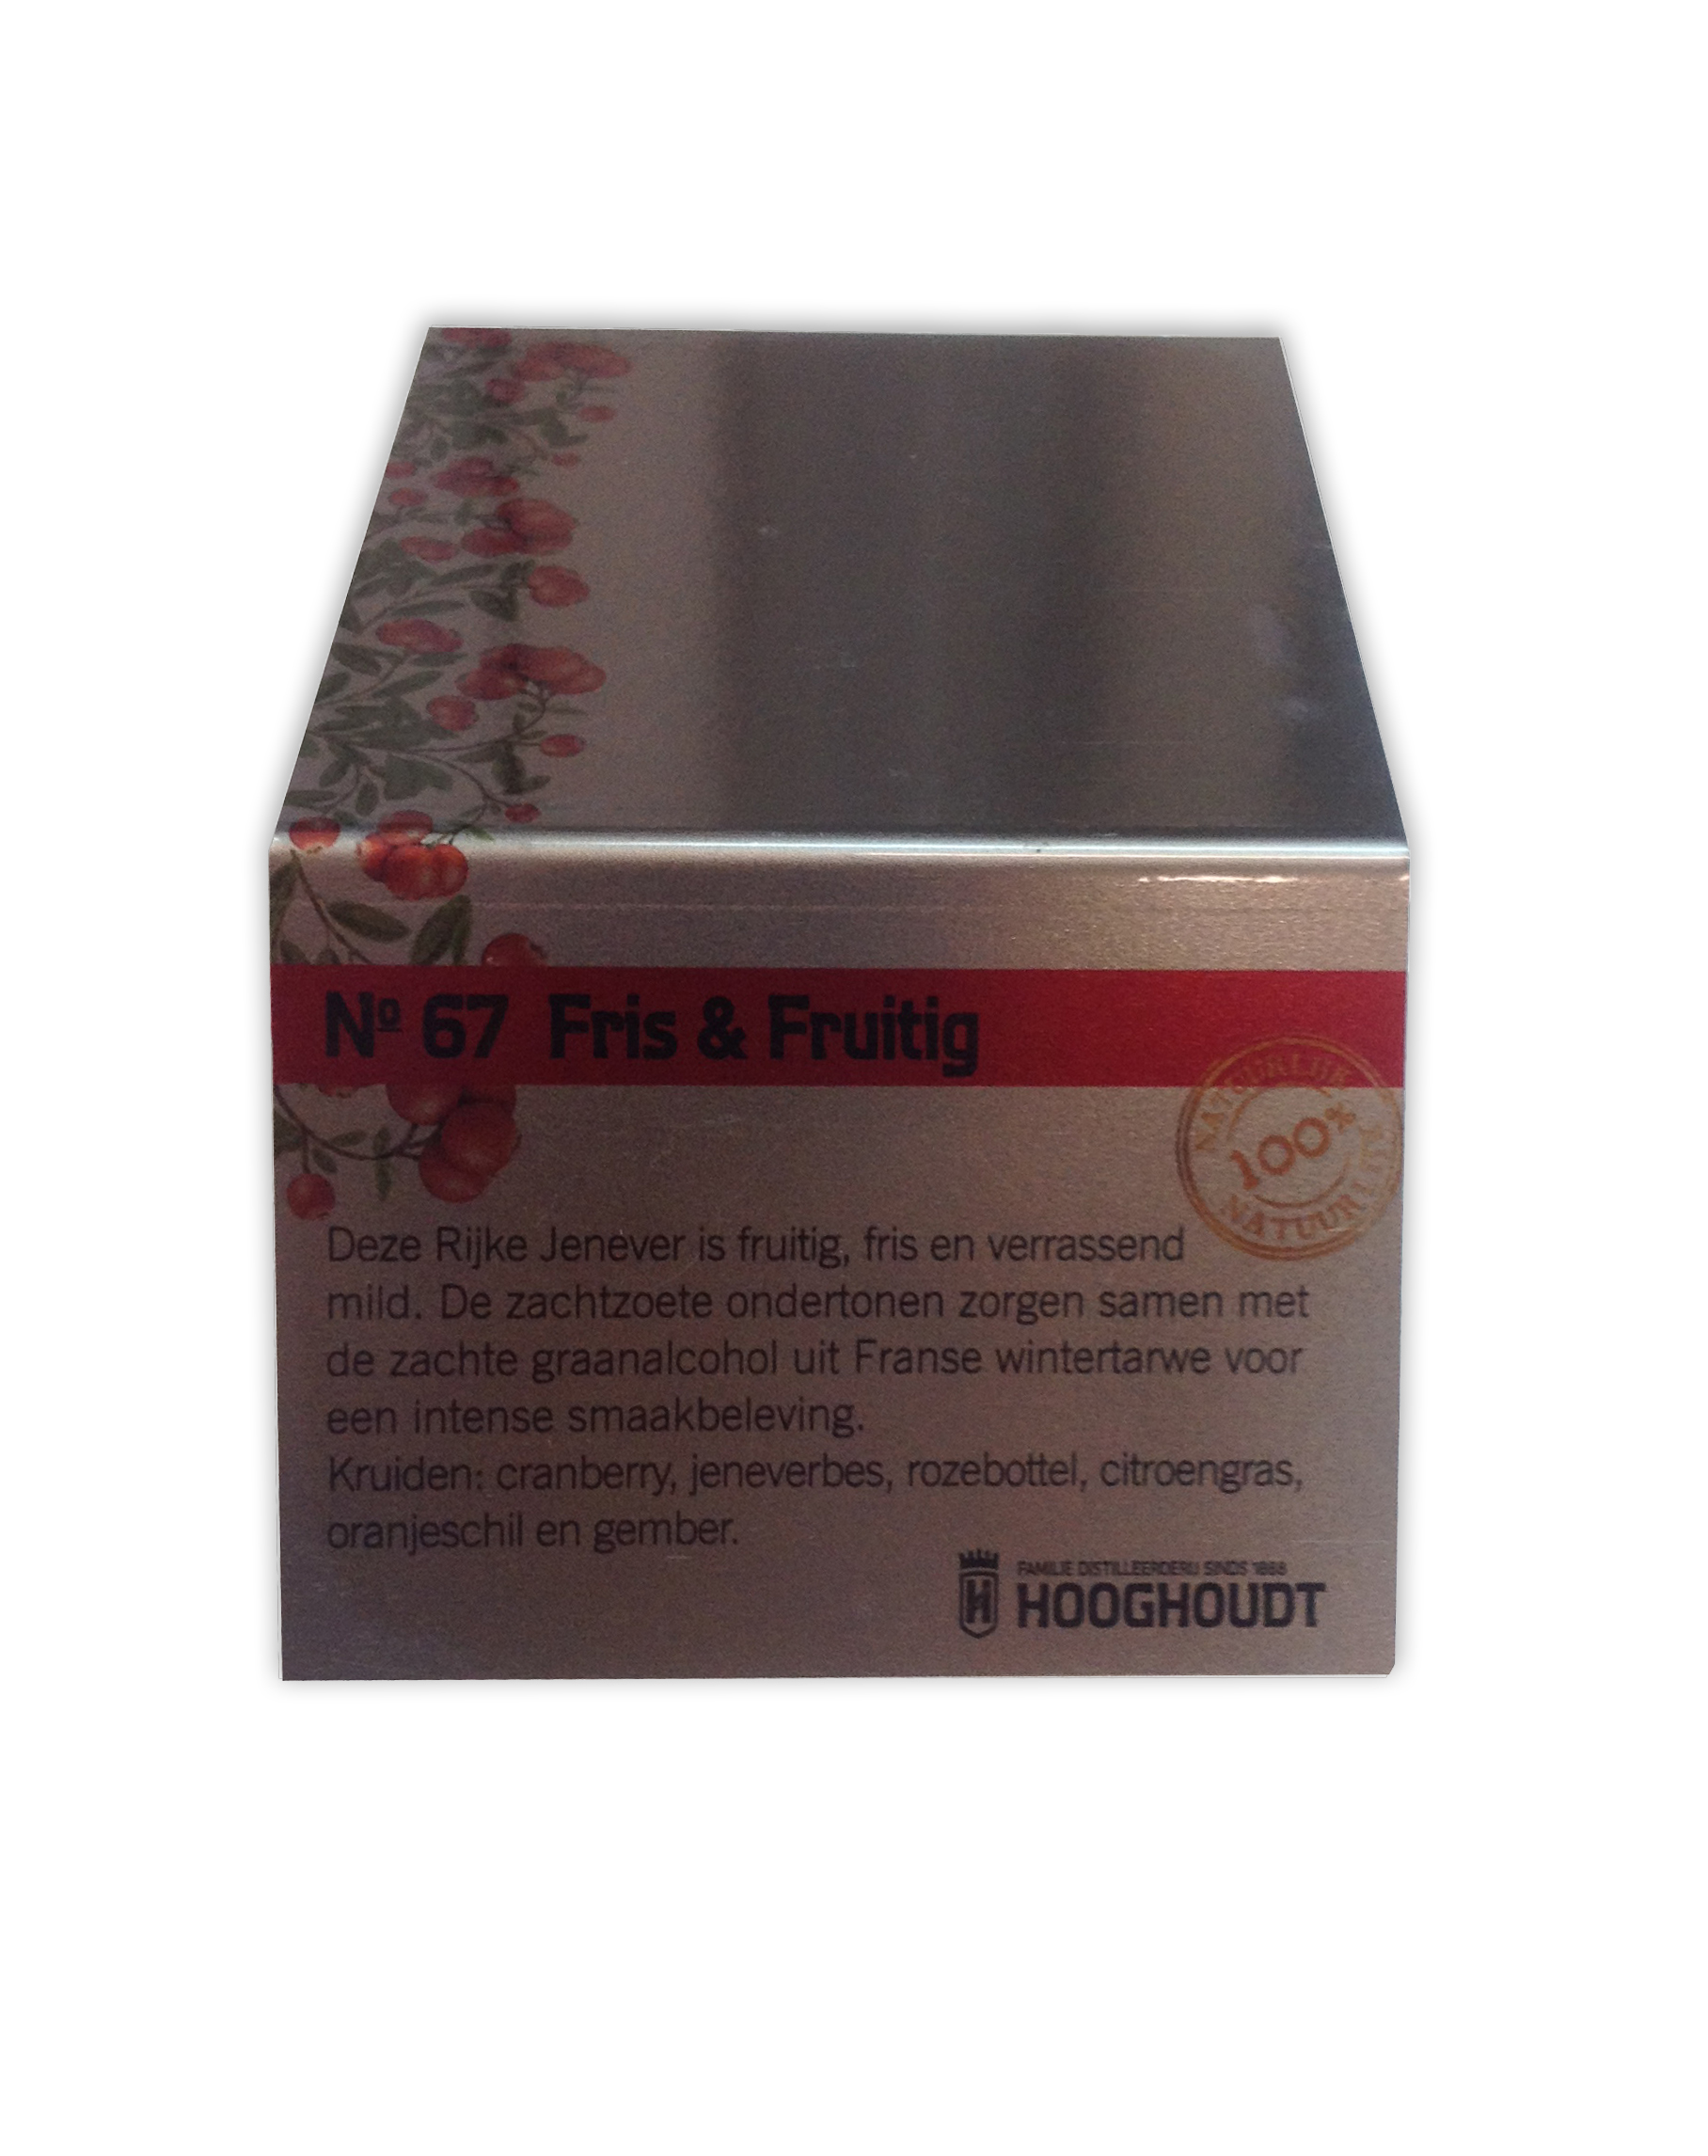 Nº 67 Fris & Fruitig
NATUURLIJK
100%
NATUURLIJK
Deze Rijke Jenever is fruitig, fris en verrassend
mild. De zachtzoete ondertonen zorgen samen met
de zachte graanalcohol uit Franse wintertarwe voor
een intense smaakbeleving.
Kruiden: cranberry, jeneverbes, rozebottel, citroengras,
oranjeschil en gember.
FAMILIE DISTILLEERDERIJ SINDS 1888
H HOOGHOUDT